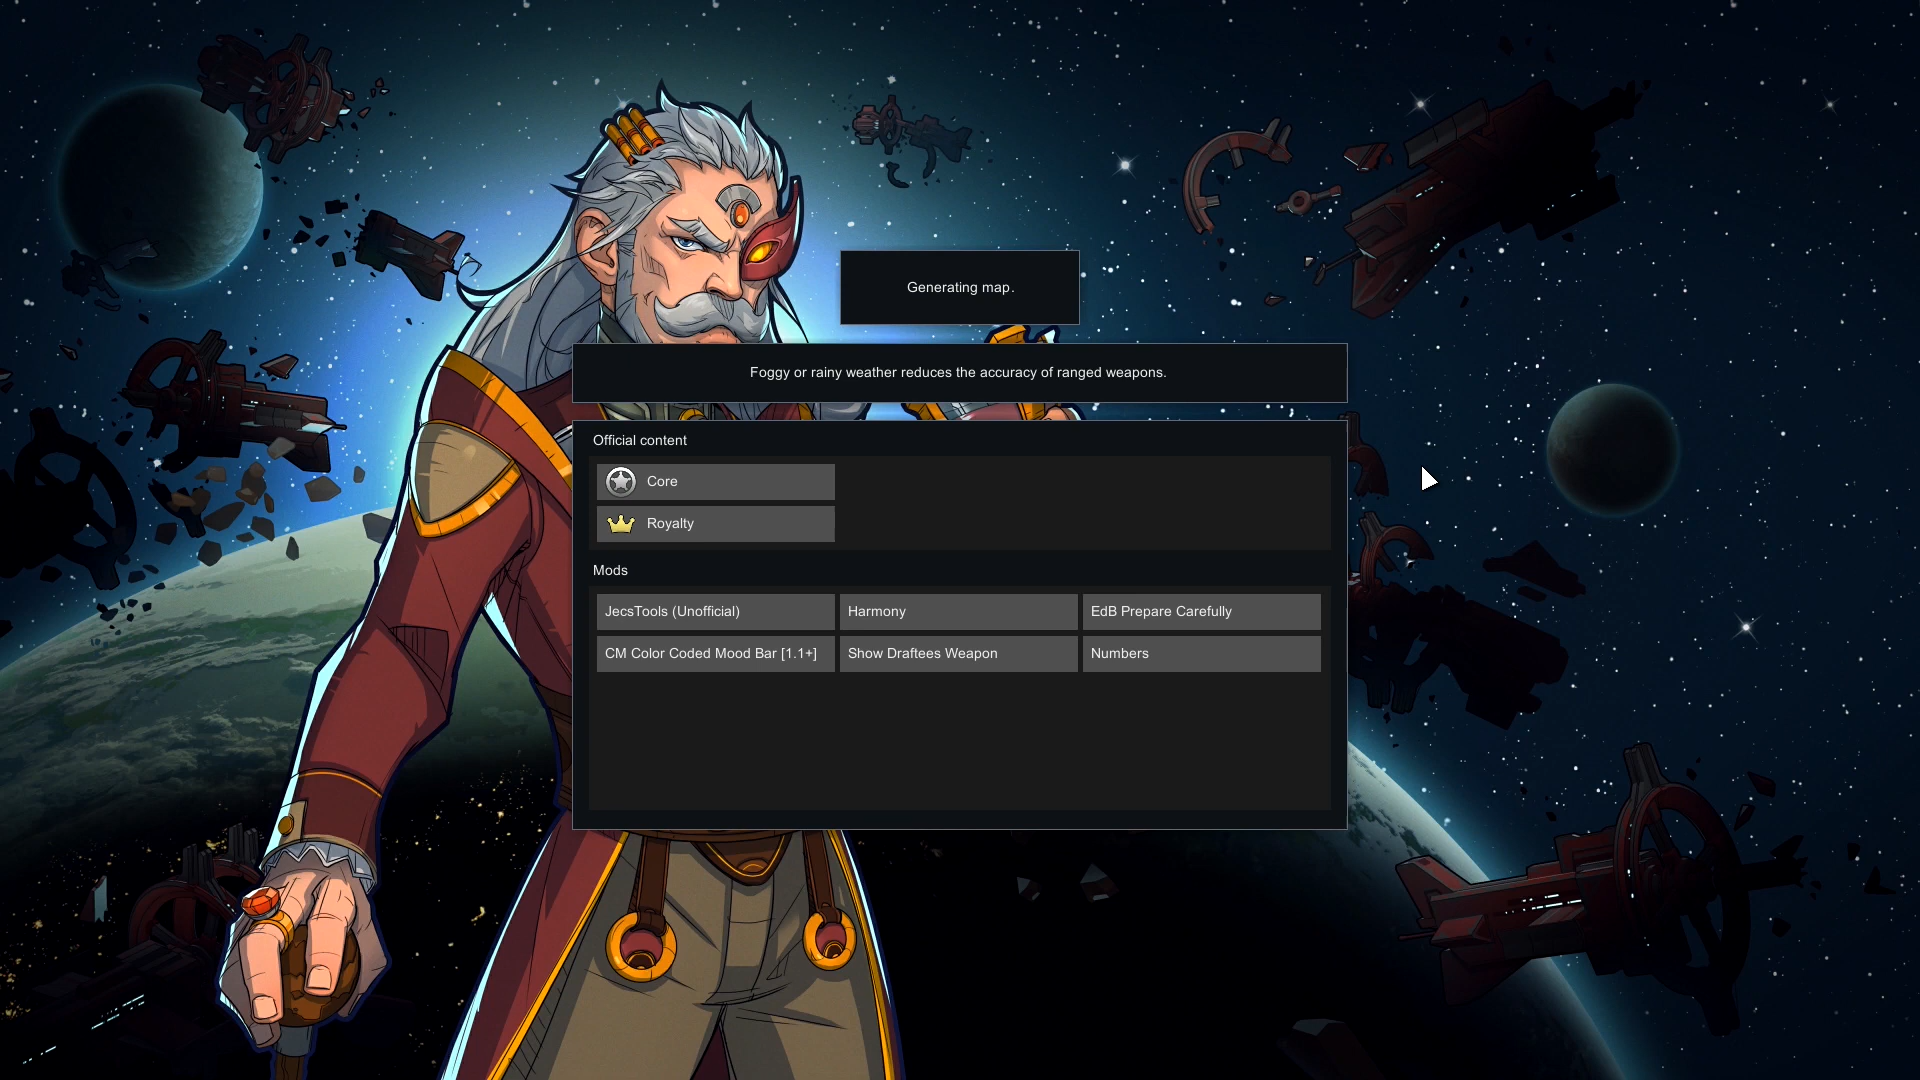 Generating map.
Foggy or rainy weather reduces the accuracy of ranged weapons.
Official content
Core
Royalty
Mods
JecsTools (Unofficial)
Harmony
EdB Prepare Carefully
CM Color Coded Mood Bar [1.1+]
Show Draftees Weapon
Numbers